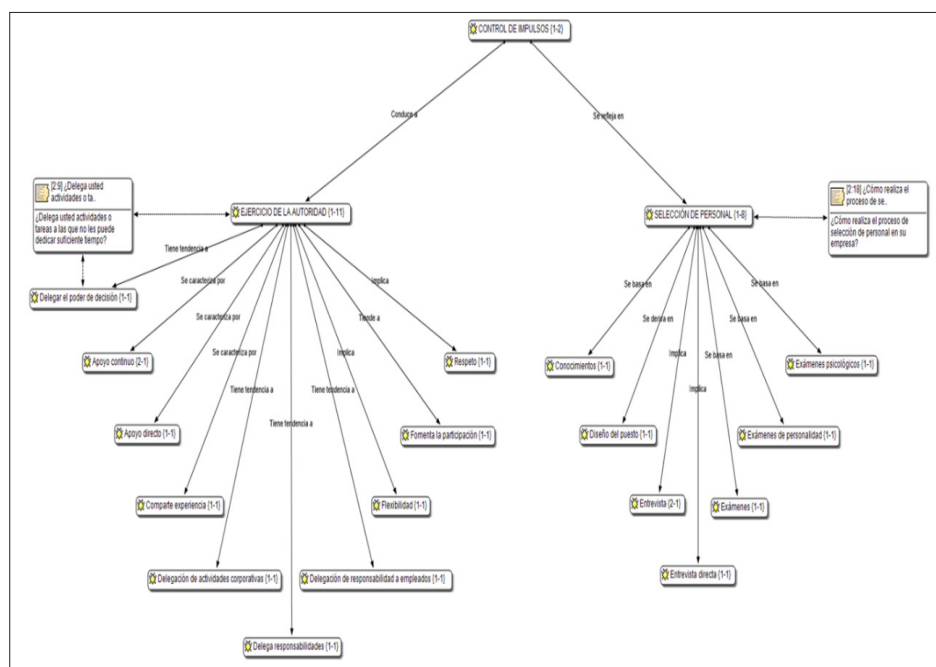 CONTROL DE IMPULSOS {1-2}
Conduce a
Se refleja en
[2:9] ¿Delega usted
actividades o ta..
¿Delega usted actividades o
tareas a las que no les puede
dedicar suficiente tiempo?
EJERCICIO DE LA AUTORIDAD {1-11}
SELECCIÓN DE PERSONAL {1-8}
[2:18] ¿Cómo realiza el
proceso de se..
¿Cómo realiza el proceso de
selección de personal en su
empresa?
Tiene tendencia a
Se caracteriza por
Se caracteriza por
Se caracteriza por
Tiene tendencia a
Tiene tendencia a
Tiene tendencia a
Implica
Tiende a
Implica
Se basa en
Se deriva en
Implica
Implica
Se basa en
Se basa en
Se basa en
Delegar el poder de decisión {1-1}
Apoyo continuo {2-1}
Respeto {1-1}
Conocimientos {1-1}
Exámenes psicológicos {1-1}
Apoyo directo {1-1}
Fomenta la participación {1-1}
Diseño del puesto {1-1}
Exámenes de personalidad {1-1}
Comparte experiencia {1-1}
Flexibilidad {1-1}
Entrevista {2-1}
Exámenes {1-1}
Delegación de actividades corporativas {1-1}
Delegación de responsabilidad a empleados {1-1}
Entrevista directa {1-1}
Delega responsabilidades {1-1}